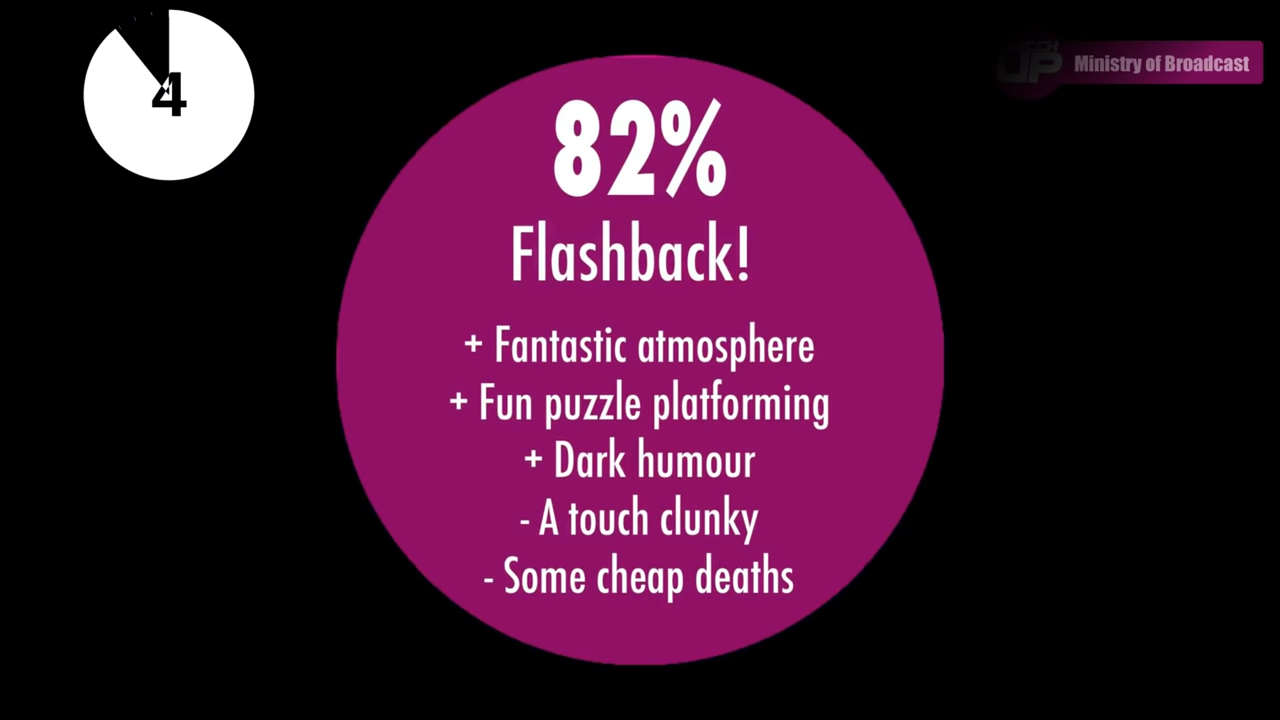 4
Ministry of Broadcast
82%
Flashback!
+ Fantastic atmosphere
+ Fun puzzle platforming
+ Dark humour
- A touch clunky
- Some cheap deaths